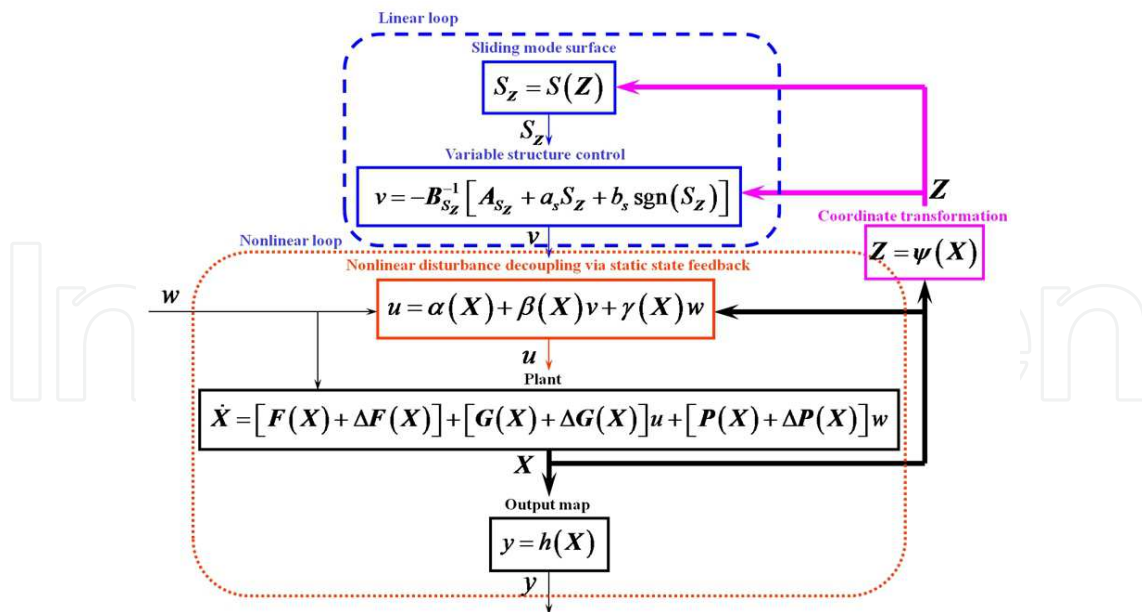 Linear loop
Sliding mode surface
S_Z = S(Z)
S_Z
Variable structure control
v = −B_{S_Z}^{−1}[A_{S_Z} + a_s S_Z + b_s sgn(S_Z)]
Z
Coordinate transformation
Z = ψ(X)
v
Nonlinear loop
Nonlinear disturbance decoupling via static state feedback
w
u = α(X) + β(X)v + γ(X)w
u
Plant
Ẋ = [F(X) + ΔF(X)] + [G(X) + ΔG(X)]u + [P(X) + ΔP(X)]w
X
Output map
y = h(X)
y